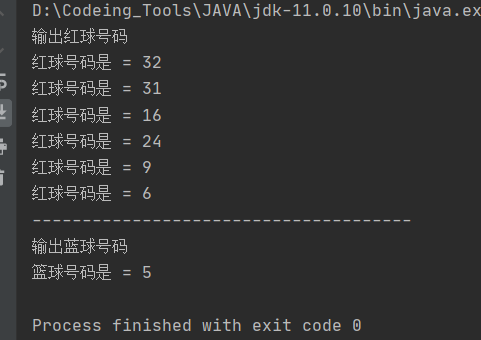 D:\Codeing_Tools\JAVA\jdk-11.0.10\bin\java.ex
输出红球号码
红球号码是 = 32
红球号码是 = 31
红球号码是 = 16
红球号码是 = 24
红球号码是 = 9
红球号码是 = 6
--------------------------------------
输出蓝球号码
篮球号码是 = 5
Process finished with exit code 0